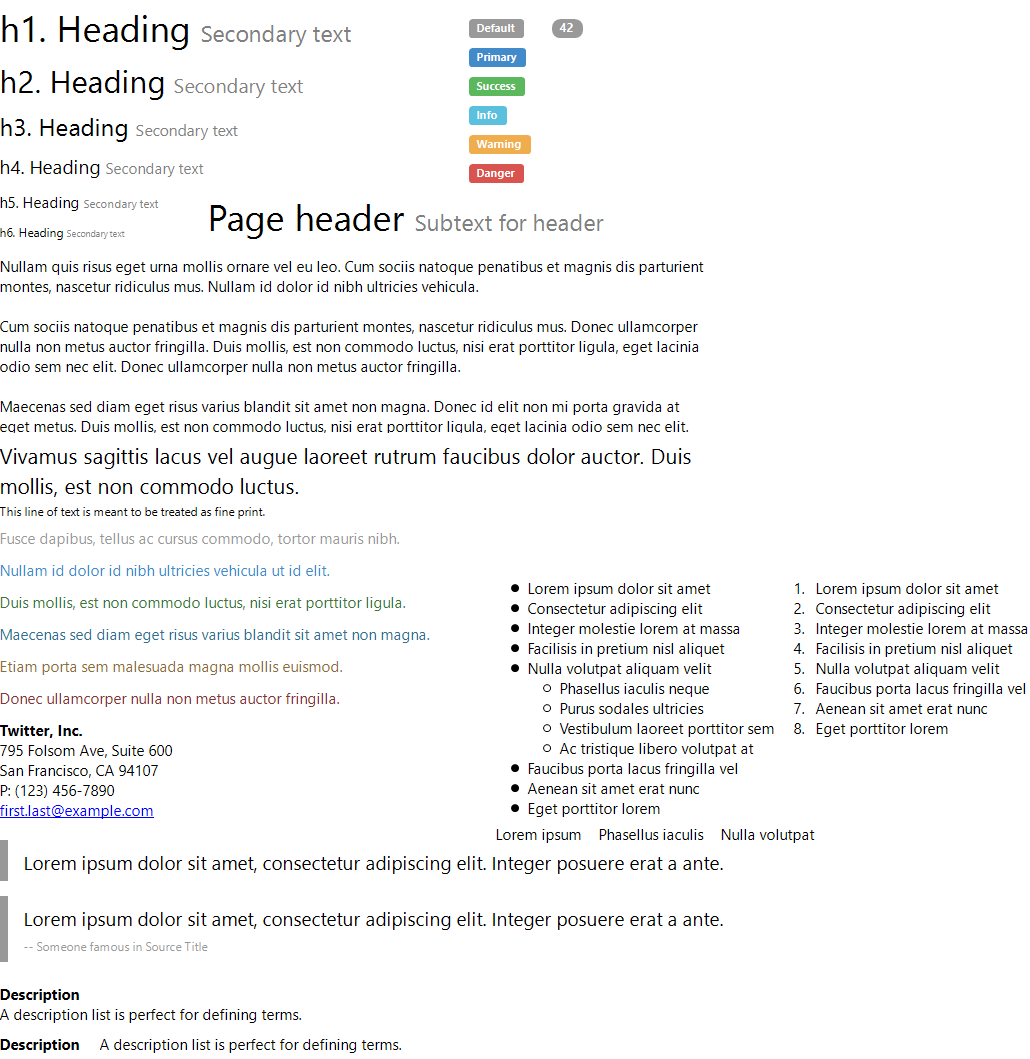 h1. Heading Secondary text
h2. Heading Secondary text
h3. Heading Secondary text
h4. Heading Secondary text
h5. Heading Secondary text
h6. Heading Secondary text
Default 42
Primary
Success
Info
Warning
Danger
Page header Subtext for header
Nullam quis risus eget urna mollis ornare vel eu leo. Cum sociis natoque penatibus et magnis dis parturient
montes, nascetur ridiculus mus. Nullam id dolor id nibh ultricies vehicula.
Cum sociis natoque penatibus et magnis dis parturient montes, nascetur ridiculus mus. Donec ullamcorper
nulla non metus auctor fringilla. Duis mollis, est non commodo luctus, nisi erat porttitor ligula, eget lacinia
odio sem nec elit. Donec ullamcorper nulla non metus auctor fringilla.
Maecenas sed diam eget risus varius blandit sit amet non magna. Donec id elit non mi porta gravida at
eget metus. Duis mollis, est non commodo luctus, nisi erat porttitor ligula, eget lacinia odio sem nec elit.
Vivamus sagittis lacus vel augue laoreet rutrum faucibus dolor auctor. Duis
mollis, est non commodo luctus.
This line of text is meant to be treated as fine print.
Fusce dapibus, tellus ac cursus commodo, tortor mauris nibh.
Nullam id dolor id nibh ultricies vehicula ut id elit.
Duis mollis, est non commodo luctus, nisi erat porttitor ligula.
Maecenas sed diam eget risus varius blandit sit amet non magna.
Etiam porta sem malesuada magna mollis euismod.
Donec ullamcorper nulla non metus auctor fringilla.
Twitter, Inc.
795 Folsom Ave, Suite 600
San Francisco, CA 94107
P: (123) 456-7890
first.last@example.com
● Lorem ipsum dolor sit amet
● Consectetur adipiscing elit
● Integer molestie lorem at massa
● Facilisis in pretium nisl aliquet
● Nulla volutpat aliquam velit
○ Phasellus iaculis neque
○ Purus sodales ultricies
○ Vestibulum laoreet porttitor sem
○ Ac tristique libero volutpat at
● Faucibus porta lacus fringilla vel
● Aenean sit amet erat nunc
● Eget porttitor lorem
1. Lorem ipsum dolor sit amet
2. Consectetur adipiscing elit
3. Integer molestie lorem at massa
4. Facilisis in pretium nisl aliquet
5. Nulla volutpat aliquam velit
6. Faucibus porta lacus fringilla vel
7. Aenean sit amet erat nunc
8. Eget porttitor lorem
Lorem ipsum Phasellus iaculis Nulla volutpat
Lorem ipsum dolor sit amet, consectetur adipiscing elit. Integer posuere erat a ante.
Lorem ipsum dolor sit amet, consectetur adipiscing elit. Integer posuere erat a ante.
-- Someone famous in Source Title
Description
A description list is perfect for defining terms.
Description A description list is perfect for defining terms.